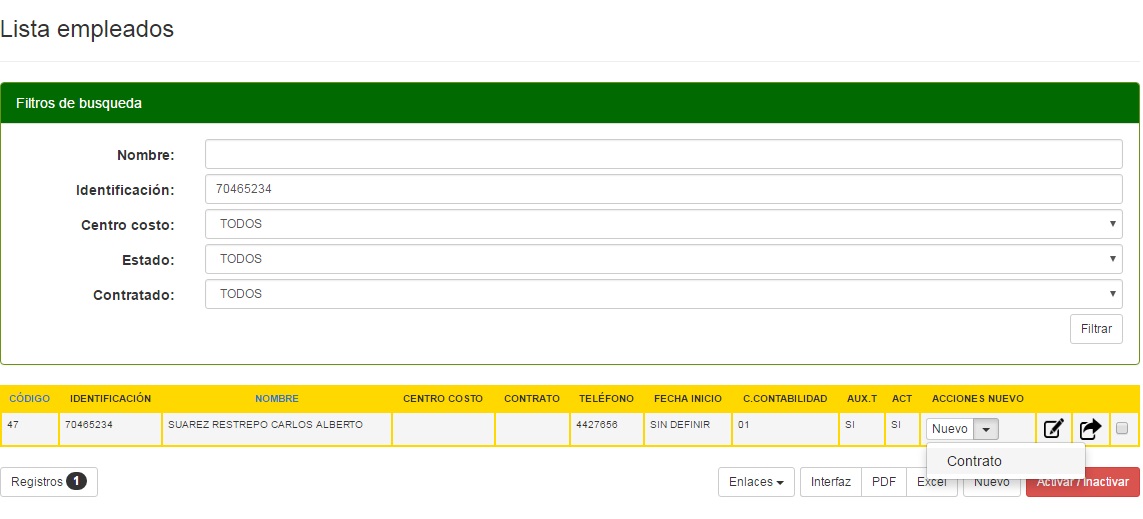 Lista empleados
Filtros de busqueda
Nombre:
Identificación: 70465234
Centro costo: TODOS
Estado: TODOS
Contratado: TODOS
Filtrar
CÓDIGO IDENTIFICACIÓN NOMBRE CENTRO COSTO CONTRATO TELÉFONO FECHA INICIO C.CONTABILIDAD AUX.T ACT ACCIONES NUEVO
47 70465234 SUAREZ RESTREPO CARLOS ALBERTO 4427656 SIN DEFINIR 01 SI SI Nuevo
Contrato
Registros 1 Enlaces Interfaz PDF Excel Nuevo Activar / Inactivar